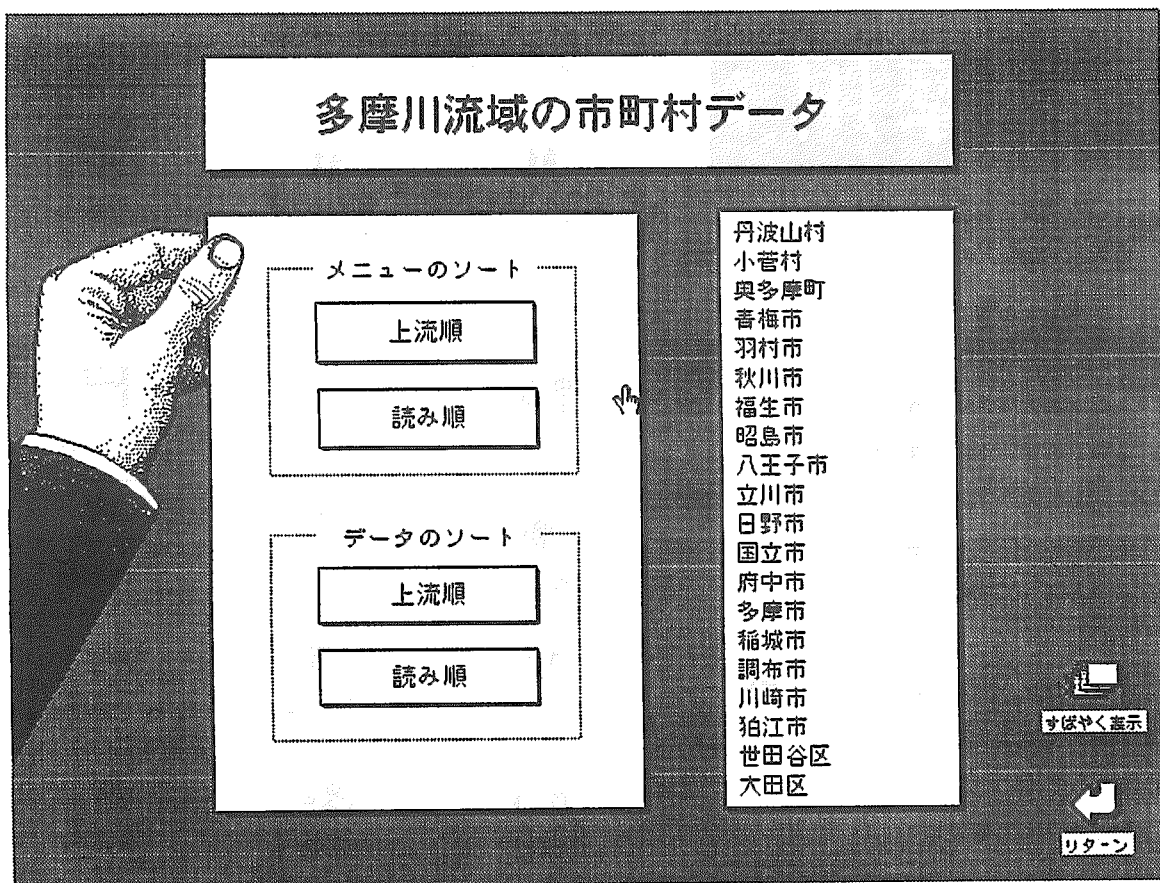 多摩川流域の市町村データ
メニューのソート
上流順
読み順
データのソート
上流順
読み順
丹波山村
小菅村
奥多摩町
青梅市
羽村市
秋川市
福生市
昭島市
八王子市
立川市
日野市
国立市
府中市
多摩市
稲城市
調布市
川崎市
狛江市
世田谷区
大田区
すばやく表示
リターン